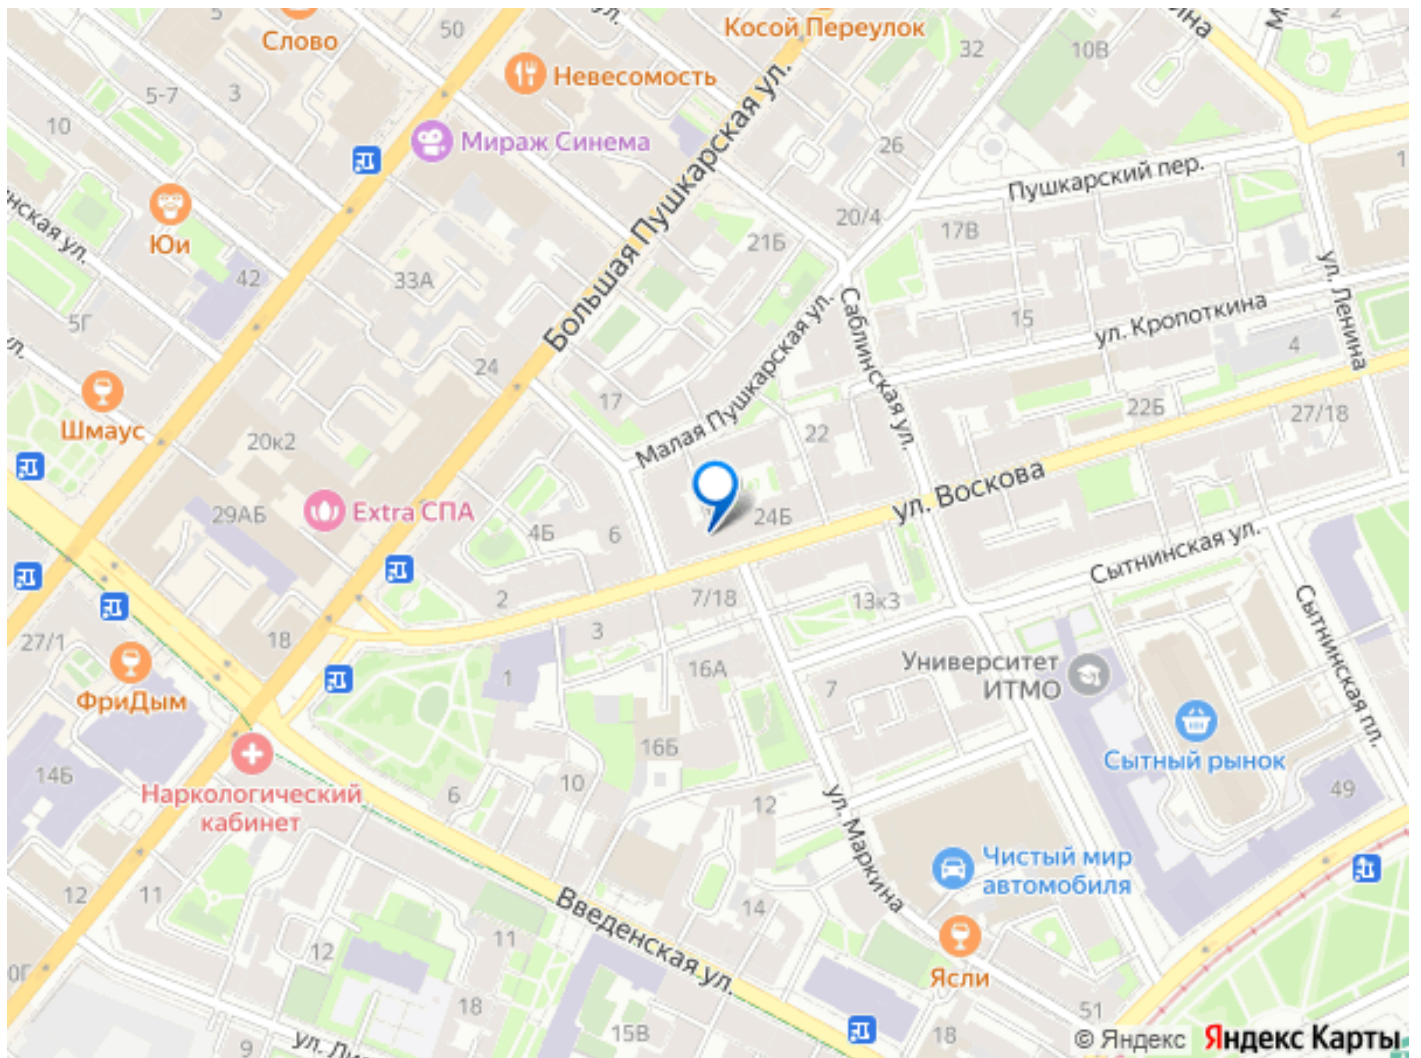 Слово
50
Косой Переулок
32
10В
2
Невесомость
5-7
3
10
Мираж Синема
26
Пушкарский пер.
Большая Пушкарская ул.
Юи
20/4
17В
21Б
42
33А
5Г
Саблинская ул.
15
ул. Кропоткина
ул. Ленина
4
24
17
Шмаус
Малая Пушкарская ул.
22
22Б
27/18
20к2
ул. Воскова
29АБ
Extra СПА
4Б
6
24Б
Сытнинская ул.
2
7/18
13к3
Сытнинская пл.
27/1
18
3
ФриДым
1
16А
7
Университет
ИТМО
Сытный рынок
14Б
16Б
Наркологический
кабинет
6
10
12
49
ул. Маркина
Чистый мир
автомобиля
12
11
Введенская ул.
14
11
12
Ясли
18
15В
18
51
9
© Яндекс
Яндекс Карты